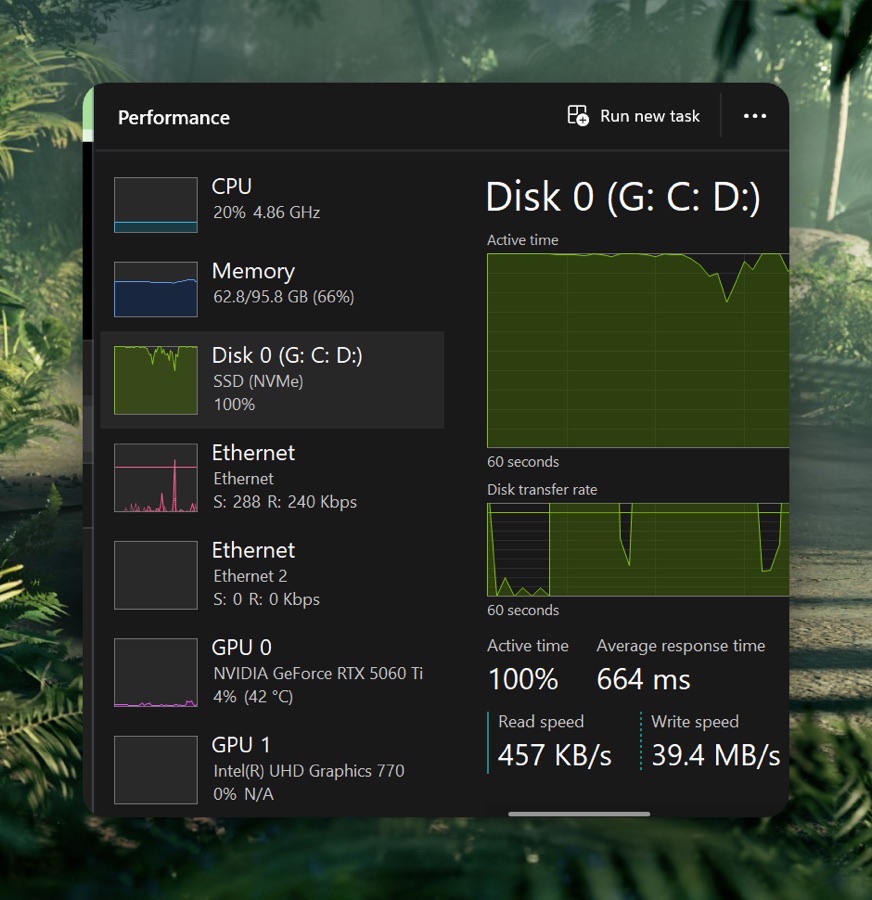 Performance
Run new task
CPU
20% 4.86 GHz
Memory
62.8/95.8 GB (66%)
Disk 0 (G: C: D:)
SSD (NVMe)
100%
Ethernet
Ethernet
S: 288 R: 240 Kbps
Ethernet
Ethernet 2
S: 0 R: 0 Kbps
GPU 0
NVIDIA GeForce RTX 5060 Ti
4% (42 °C)
GPU 1
Intel(R) UHD Graphics 770
0% N/A
Disk 0 (G: C: D:)
Active time
60 seconds
Disk transfer rate
60 seconds
Active time
100%
Average response time
664 ms
Read speed
457 KB/s
Write speed
39.4 MB/s